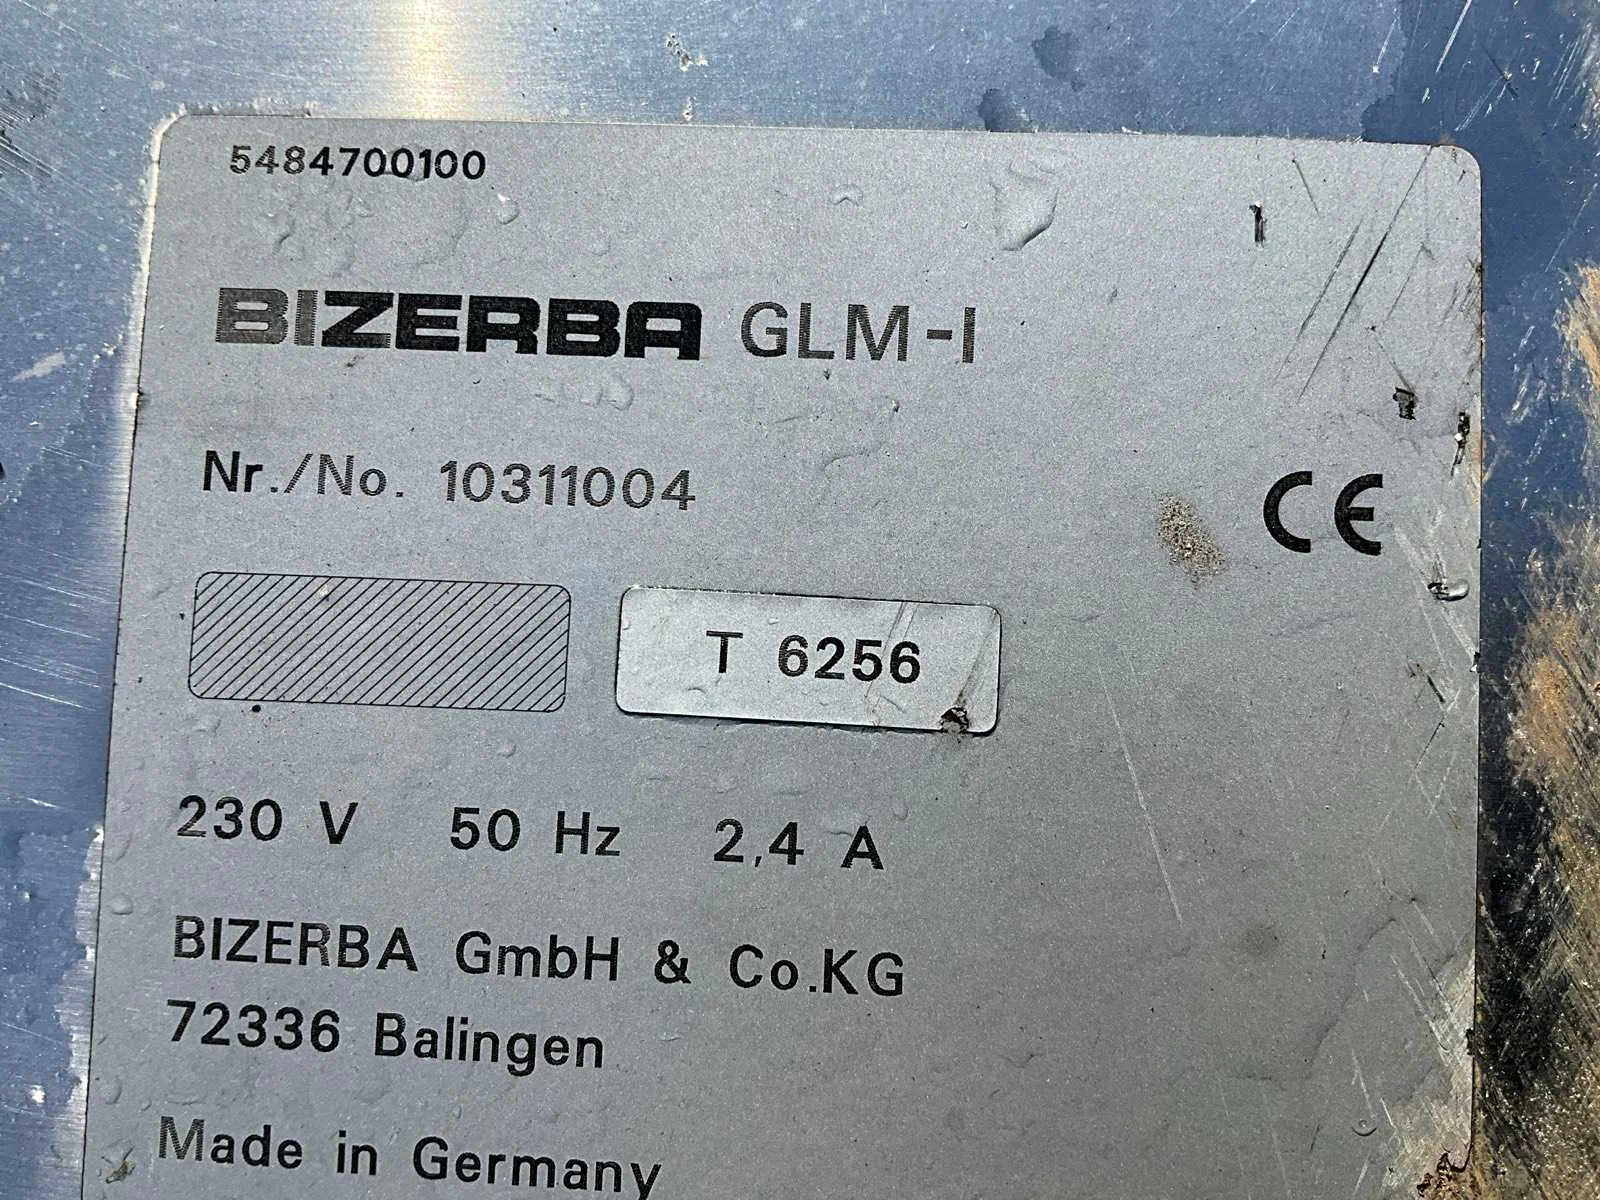 5484700100
BIZERBA GLM-I
Nr./No. 10311004
CE
T 6256
230 V 50 Hz 2,4 A
BIZERBA GmbH & Co.KG
72336 Balingen
Made in Germany